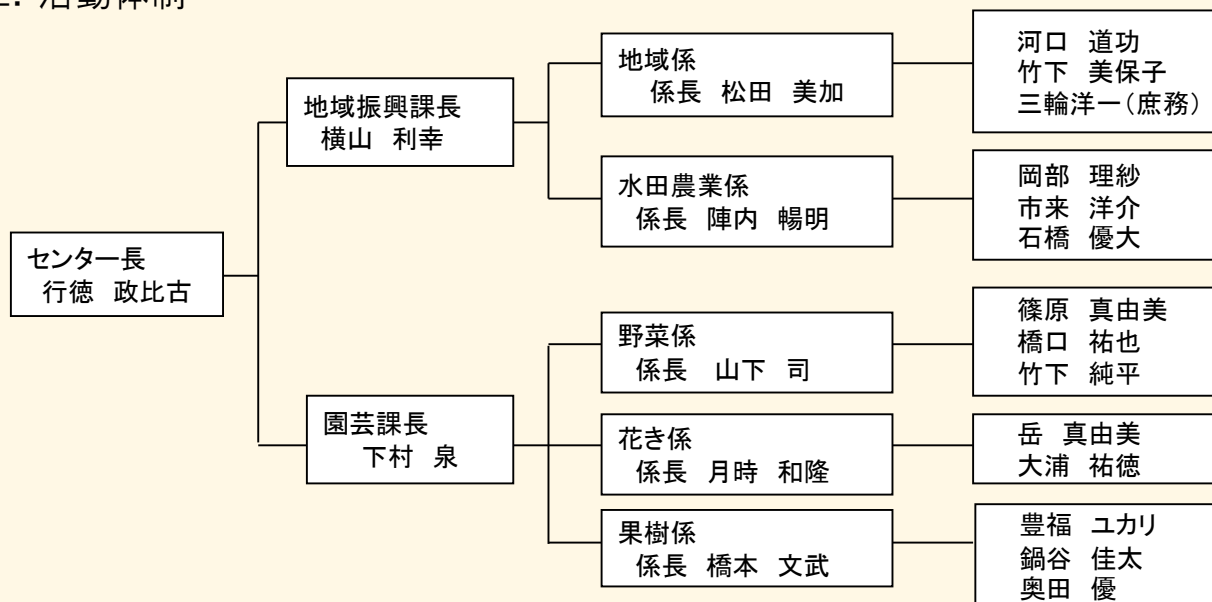 活動体制
センター長
行徳 政比古
地域振興課長
横山 利幸
地域係
係長 松田 美加
河口 道功
竹下 美保子
三輪洋一(庶務)
水田農業係
係長 陣内 暢明
岡部 理紗
市来 洋介
石橋 優大
園芸課長
下村 泉
野菜係
係長 山下 司
篠原 真由美
橋口 祐也
竹下 純平
花き係
係長 月時 和隆
岳 真由美
大浦 祐徳
果樹係
係長 橋本 文武
豊福 ユカリ
鍋谷 佳太
奥田 優